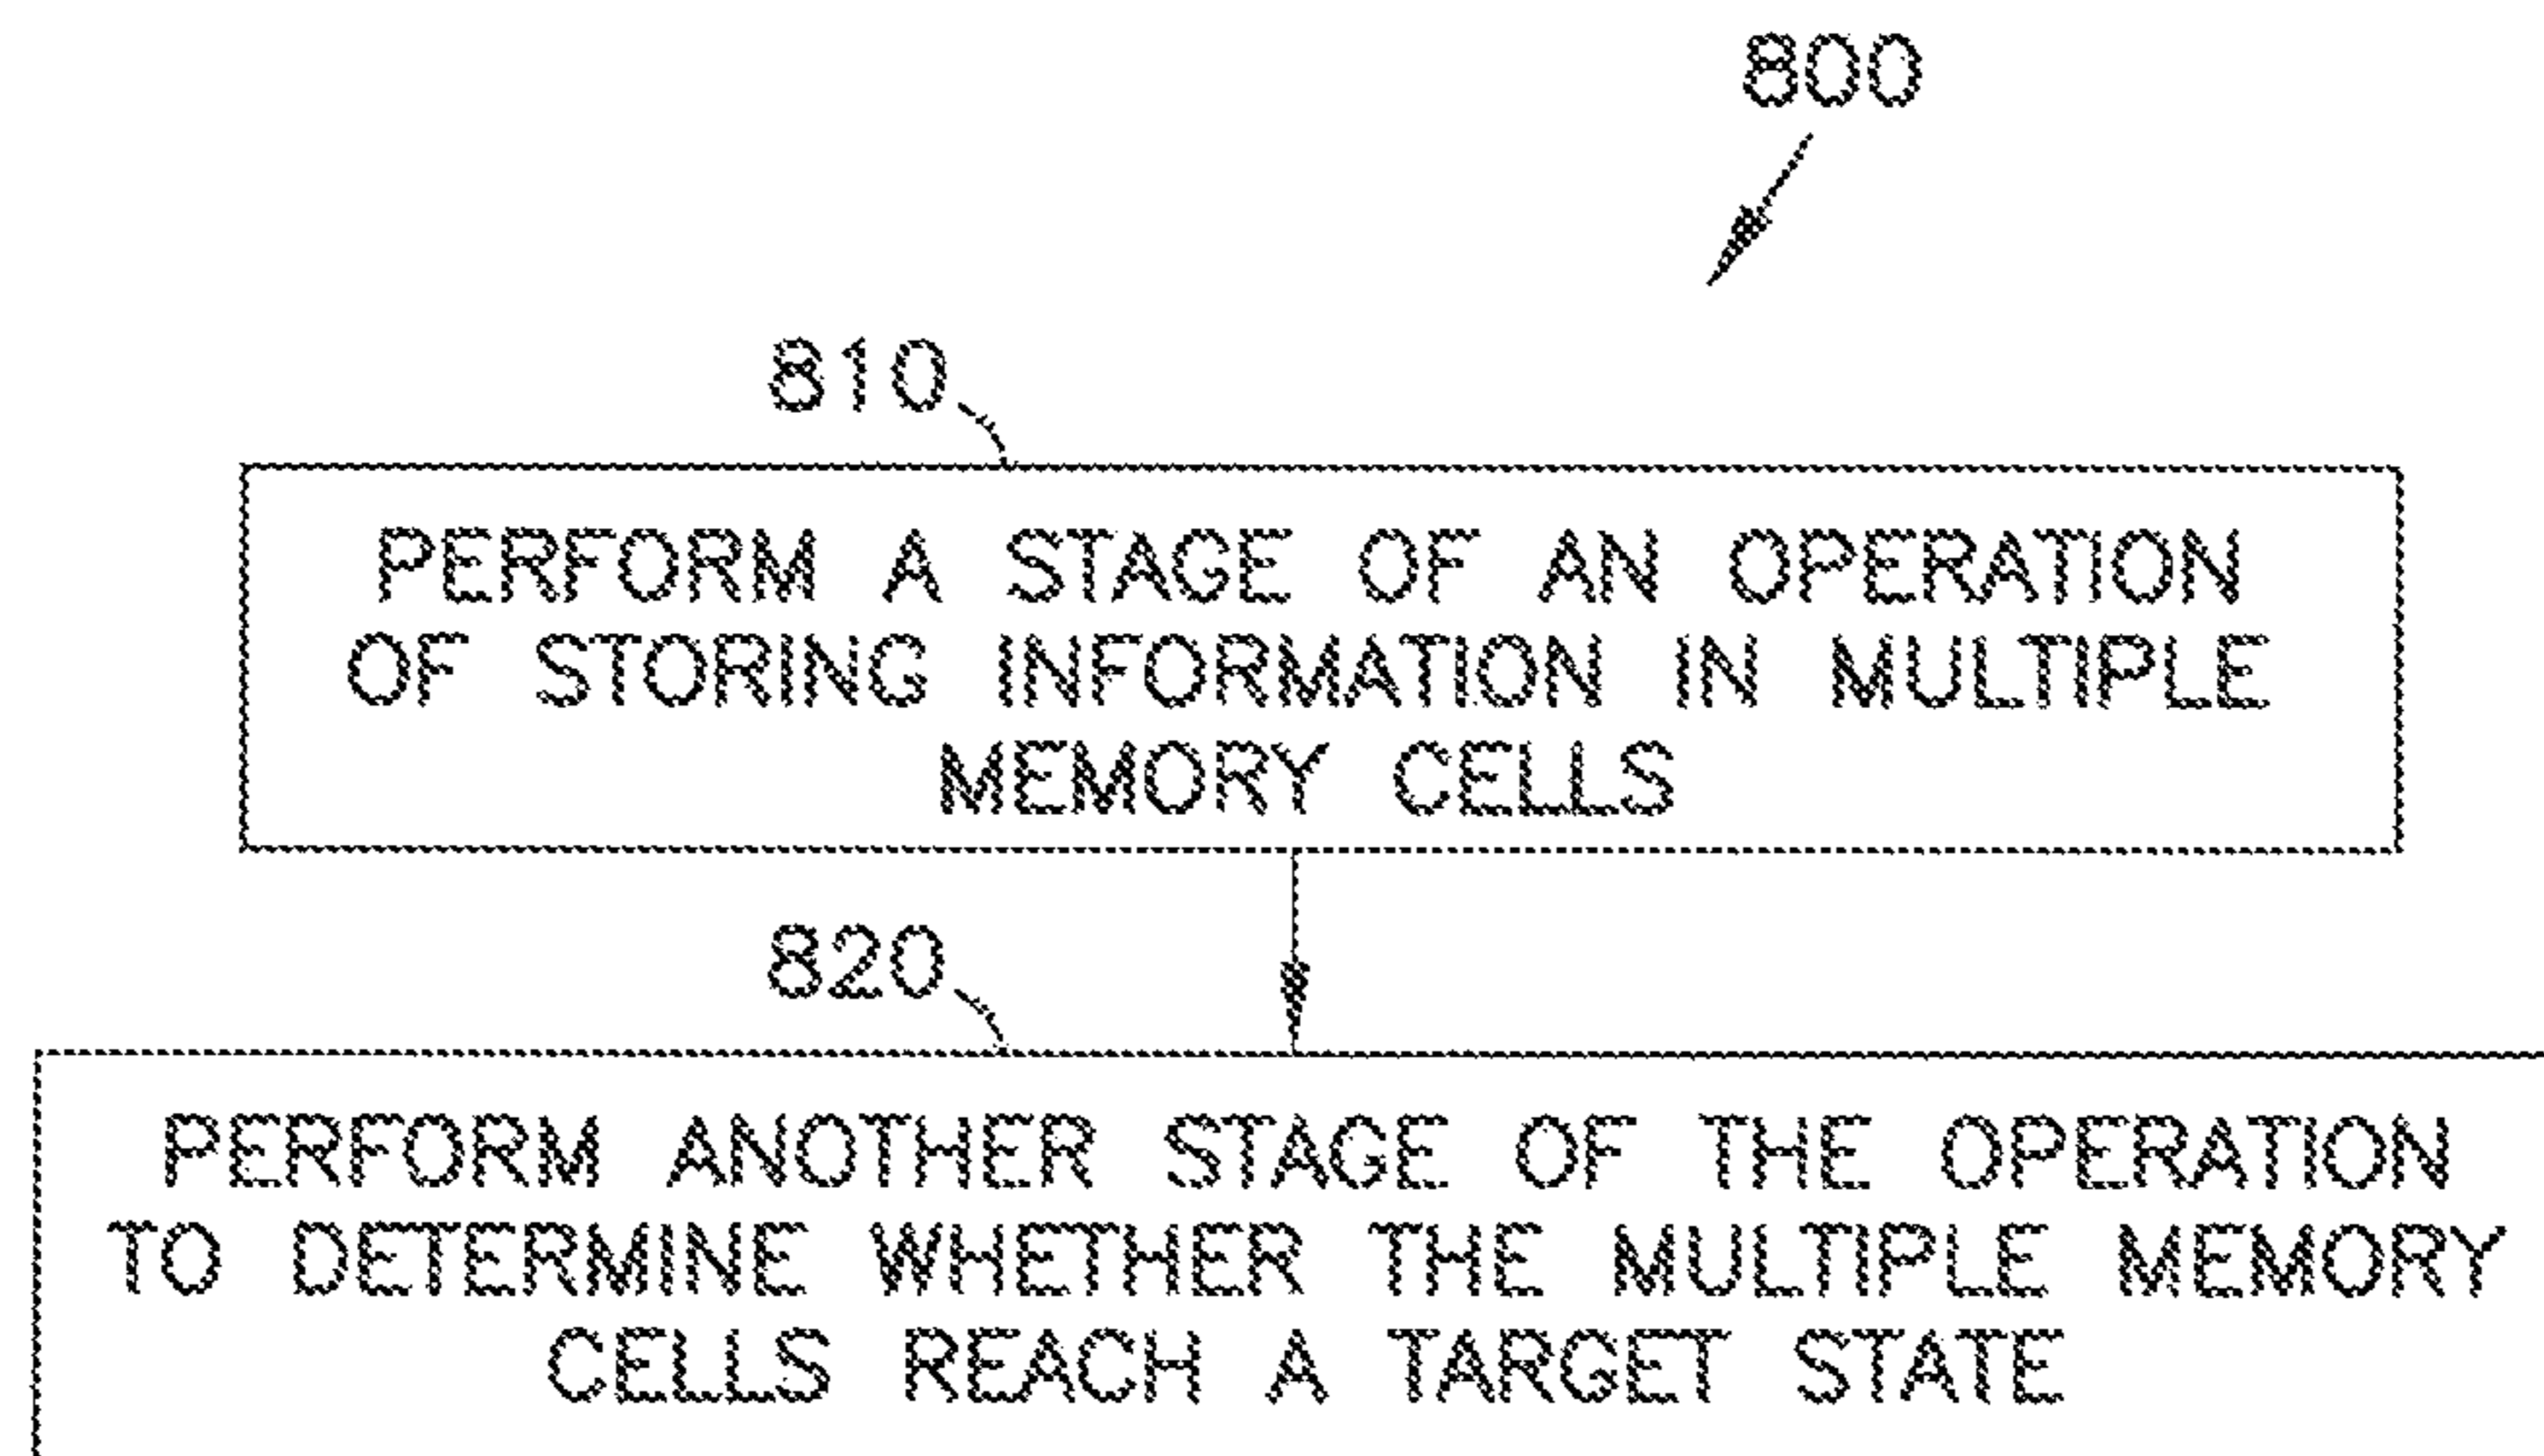 800
810
PERFORM A STAGE OF AN OPERATION
OF STORING INFORMATION IN MULTIPLE
MEMORY CELLS
820
PERFORM ANOTHER STAGE OF THE OPERATION
TO DETERMINE WHETHER THE MULTIPLE MEMORY
CELLS REACH A TARGET STATE